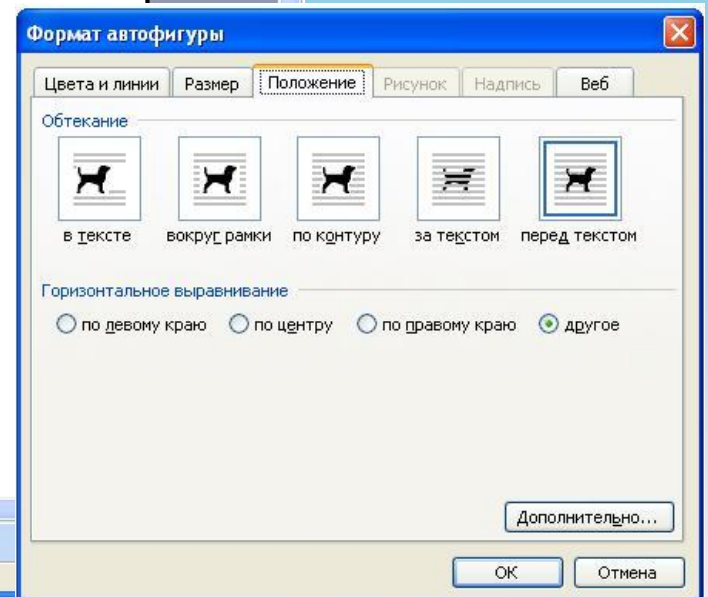 Формат автофигуры
Цвета и линии Размер Положение Рисунок Надпись Веб
Обтекание
в тексте вокруг рамки по контуру за текстом перед текстом
Горизонтальное выравнивание
по левому краю по центру по правому краю другое
Дополнительно...
ОК Отмена